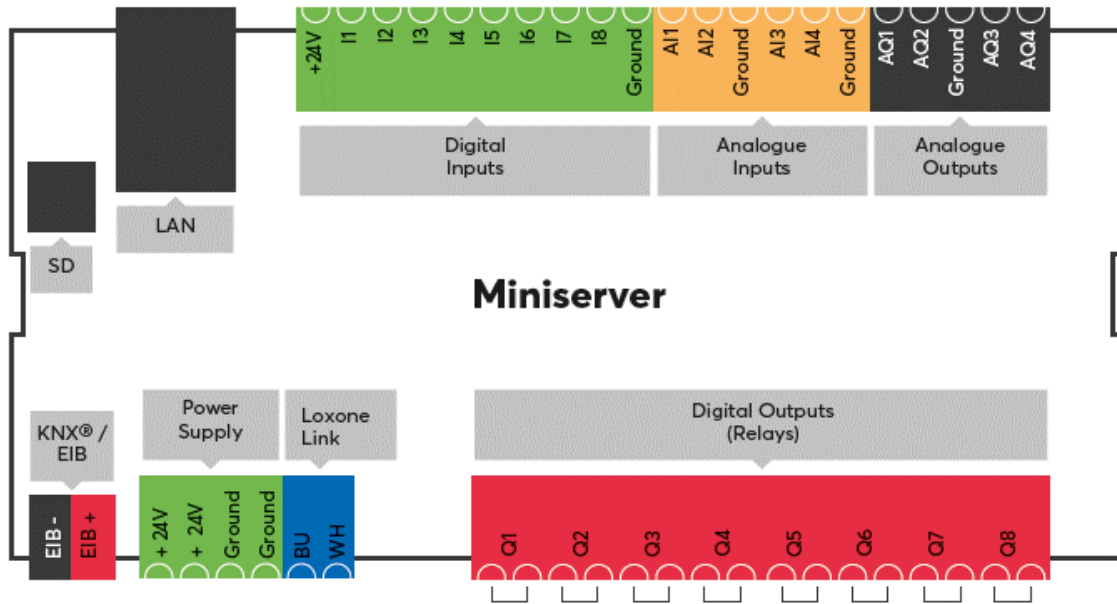 +24V
I1
I2
I3
I4
I5
I6
I7
I8
Ground
AI1
AI2
Ground
AI3
AI4
Ground
AQ1
AQ2
Ground
AQ3
AQ4
Digital
Inputs
Analogue
Inputs
Analogue
Outputs
LAN
SD
Miniserver
KNX® /
EIB
Power
Supply
Loxone
Link
Digital Outputs
(Relays)
EIB -
EIB +
+ 24V
+ 24V
Ground
Ground
BU
WH
Q1
Q2
Q3
Q4
Q5
Q6
Q7
Q8